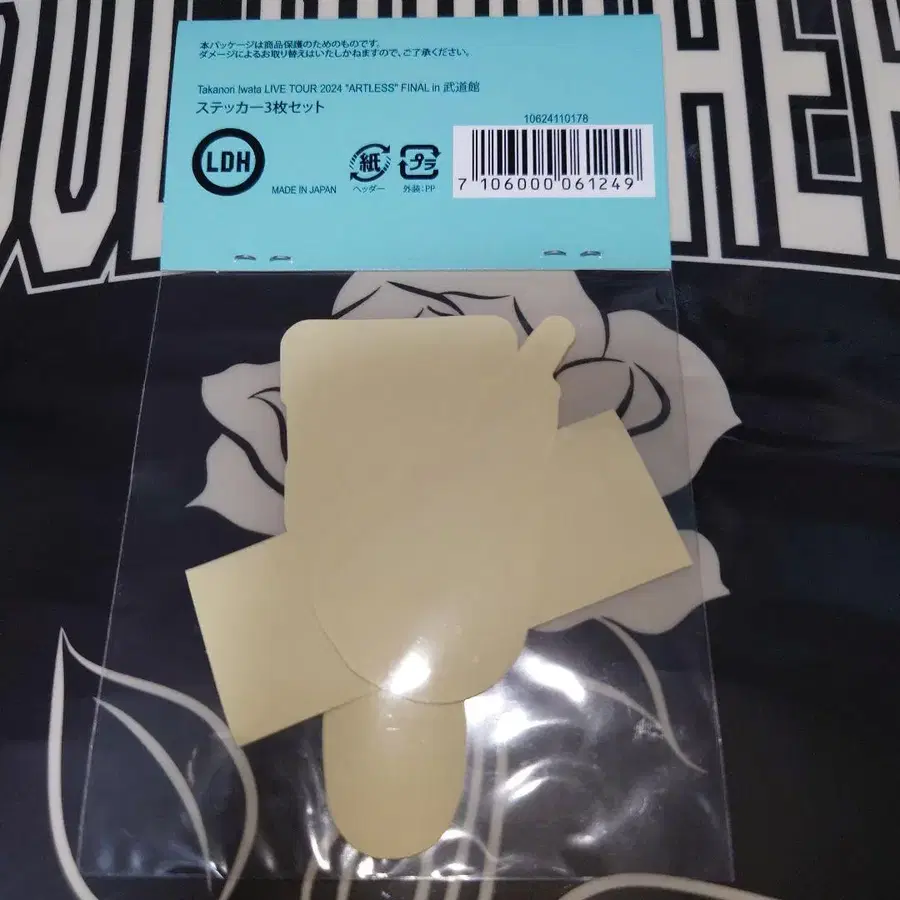 本パッケージは商品保護のためのものです。
ダメージによるお取り替えはいたしかねますので、ご了承ください。
Takanori Iwata LIVE TOUR 2024 "ARTLESS" FINAL in 武道館
ステッカー3枚セット
LDH
MADE IN JAPAN
紙
ヘッダー
プラ
外装:PP
10624110178
7 106000 061249